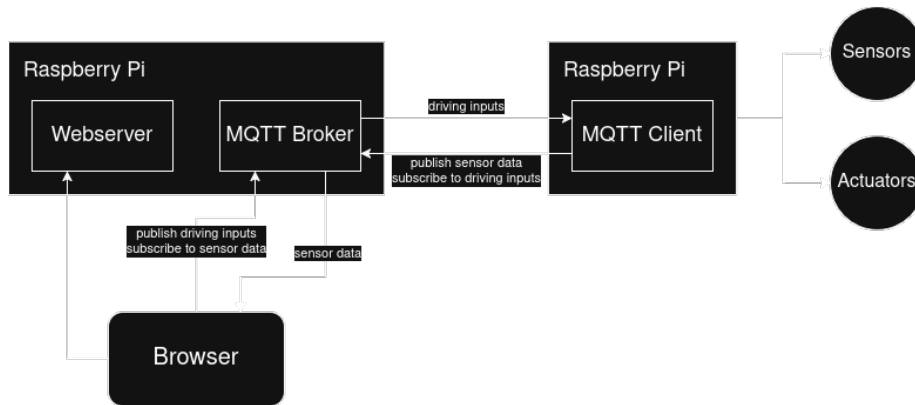 Raspberry Pi
Webserver
MQTT Broker
driving inputs
publish sensor data
subscribe to driving inputs
Raspberry Pi
MQTT Client
Sensors
Actuators
publish driving inputs
subscribe to sensor data
sensor data
Browser